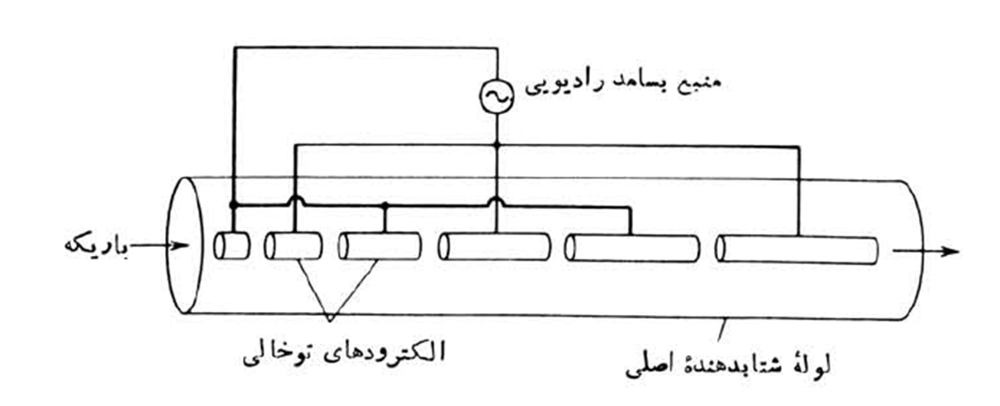 منبع بسامد رادیویی
باریکه
الکترودهای توخالی
لولهٔ شتابدهندهٔ اصلی